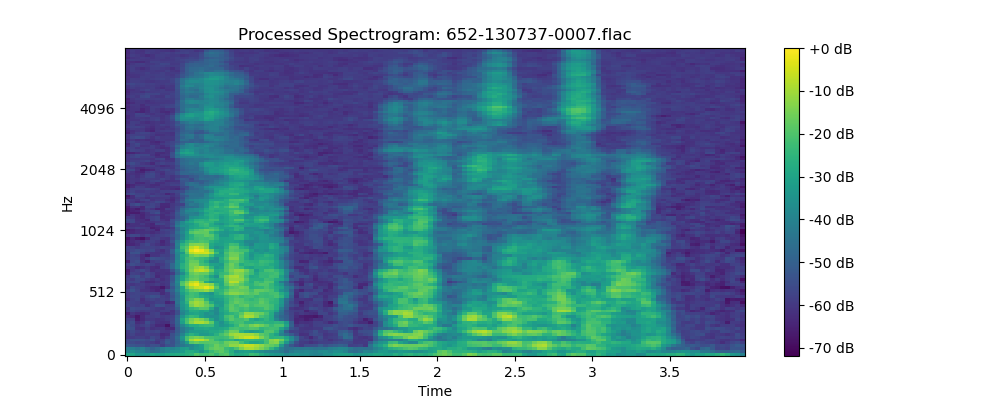 Processed Spectrogram: 652-130737-0007.flac
Hz
4096
2048
1024
512
0
0 0.5 1 1.5 2 2.5 3 3.5
Time
+0 dB
-10 dB
-20 dB
-30 dB
-40 dB
-50 dB
-60 dB
-70 dB